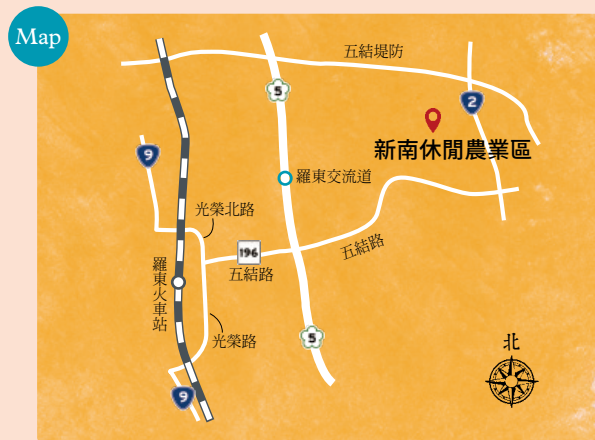 Map
五結堤防
5
2
9
新南休閒農業區
羅東交流道
光榮北路
196
五結路
五結路
羅東火車站
光榮路
5
北
9